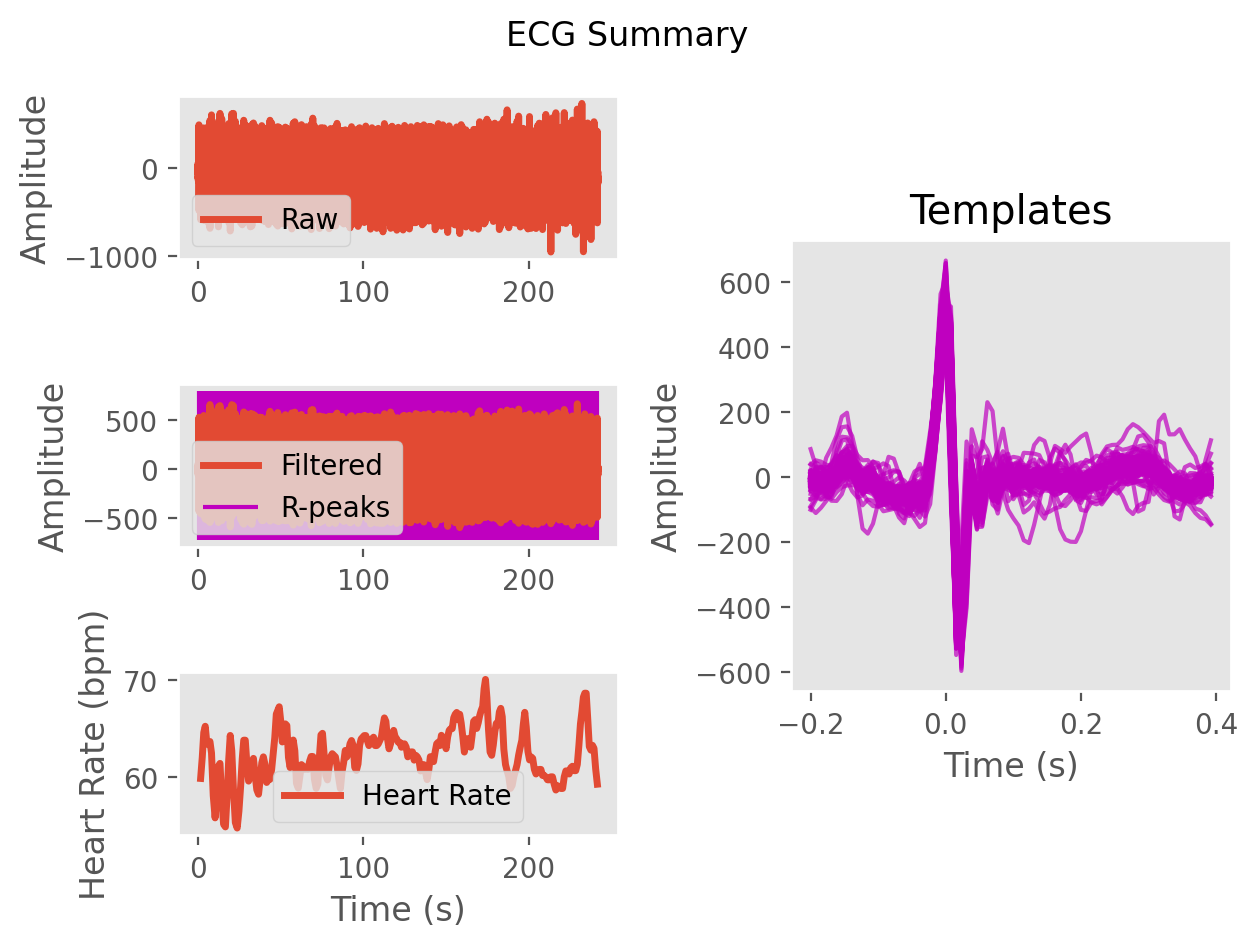 ECG Summary
Amplitude
0
−1000
Raw
0
100
200
Amplitude
500
0
−500
Filtered
R-peaks
0
100
200
Heart Rate (bpm)
70
60
Heart Rate
0
100
200
Time (s)
Templates
Amplitude
600
400
200
0
−200
−400
−600
−0.2
0.0
0.2
0.4
Time (s)